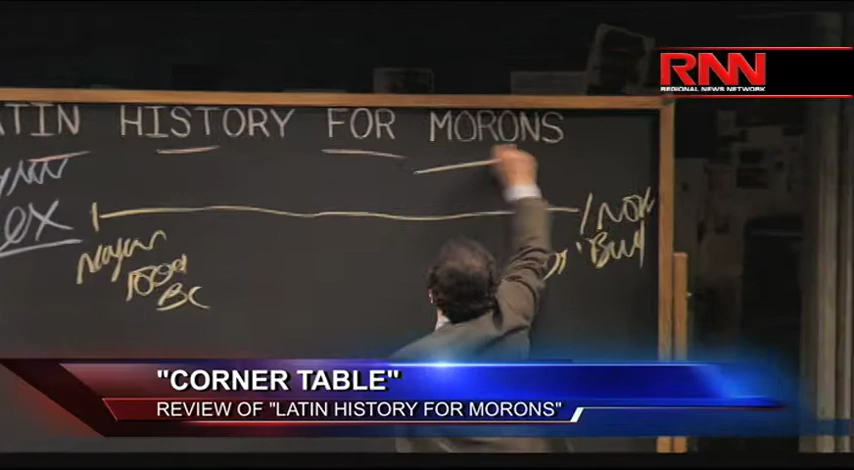 RNN
REGIONAL NEWS NETWORK
ATIN HISTORY FOR MORONS
ex
Mayan
1000
BC
"CORNER TABLE"
REVIEW OF "LATIN HISTORY FOR MORONS"